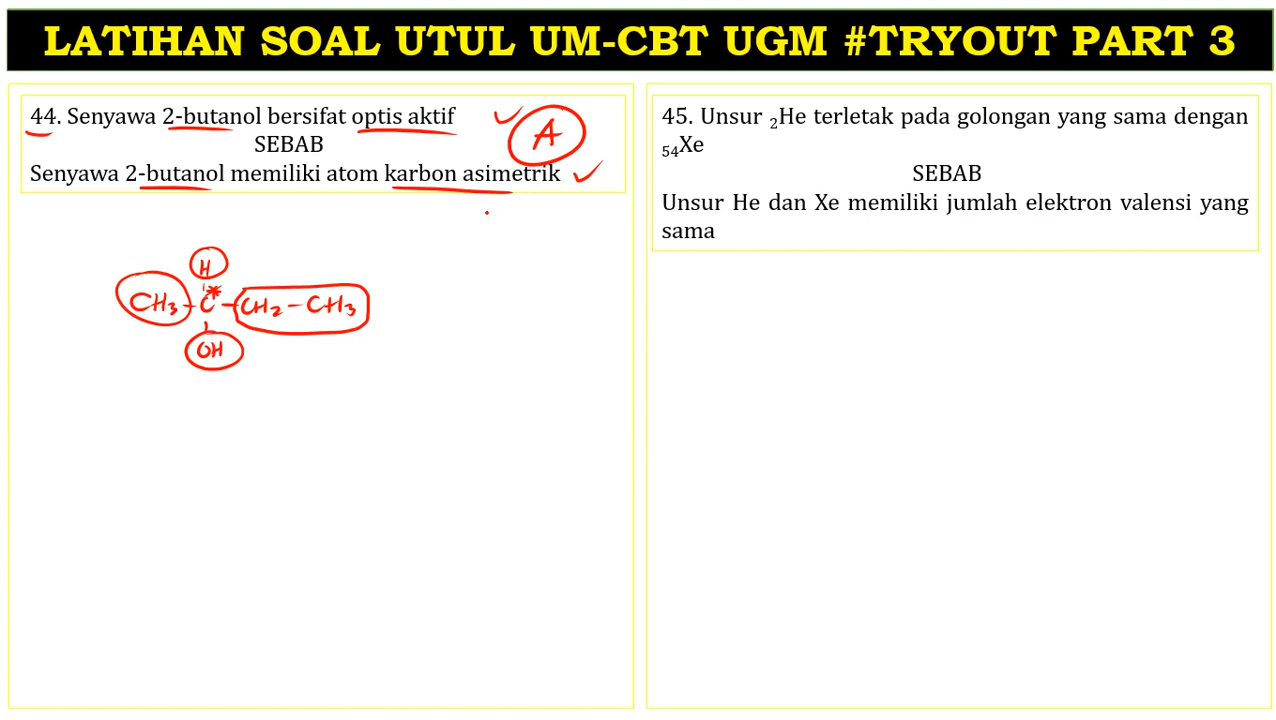 LATIHAN SOAL UTUL UM-CBT UGM #TRYOUT PART 3
44. Senyawa 2-butanol bersifat optis aktif
SEBAB
Senyawa 2-butanol memiliki atom karbon asimetrik
A
H
CH₃ - C* - CH₂ - CH₃
OH
45. Unsur ₂He terletak pada golongan yang sama dengan
₅₄Xe
SEBAB
Unsur He dan Xe memiliki jumlah elektron valensi yang
sama